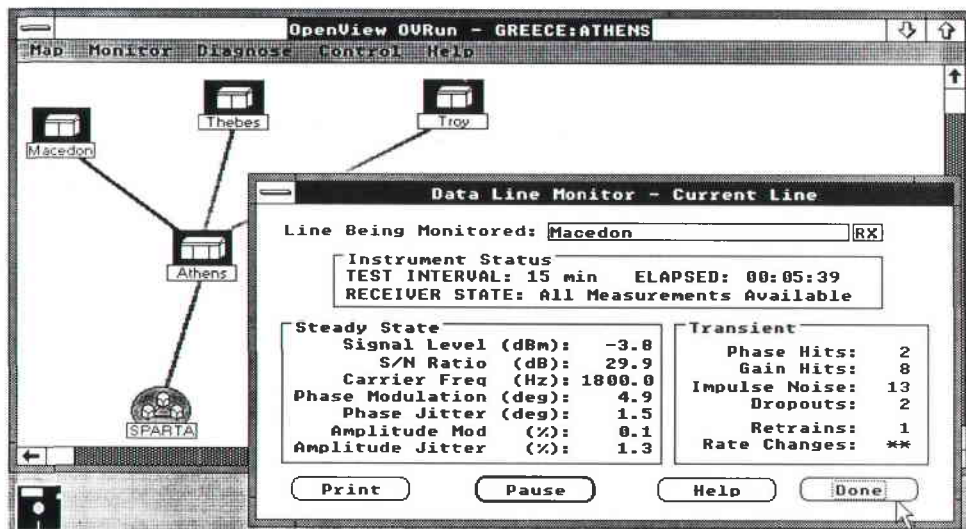 OpenView OVRun - GREECE:ATHENS
Map Monitor Diagnose Control Help
Thebes
Troy
Macedon
Athens
SPARTA
Data Line Monitor - Current Line
Line Being Monitored: Macedon RX
Instrument Status
TEST INTERVAL: 15 min ELAPSED: 00:05:39
RECEIVER STATE: All Measurements Available
Steady State
Signal Level (dBm): -3.8
S/N Ratio (dB): 29.9
Carrier Freq (Hz): 1800.0
Phase Modulation (deg): 4.9
Phase Jitter (deg): 1.5
Amplitude Mod (%): 0.1
Amplitude Jitter (%): 1.3
Transient
Phase Hits: 2
Gain Hits: 8
Impulse Noise: 13
Dropouts: 2
Retrains: 1
Rate Changes: **
Print Pause Help Done